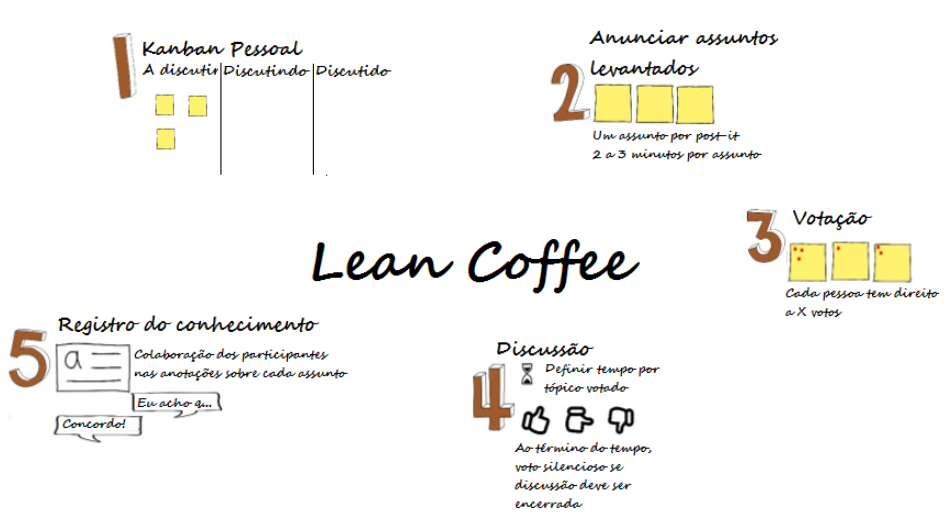 1
Kanban Pessoal
A discutir Discutindo Discutido
2
Anunciar assuntos
levantados
Um assunto por post-it
2 a 3 minutos por assunto
3
Votação
Cada pessoa tem direito
a X votos
Lean Coffee
4
Discussão
Definir tempo por
tópico votado
Ao término do tempo,
voto silencioso se
discussão deve ser
encerrada
5
Registro do conhecimento
a
Colaboração dos participantes
nas anotações sobre cada assunto
Eu acho q...
Concordo!